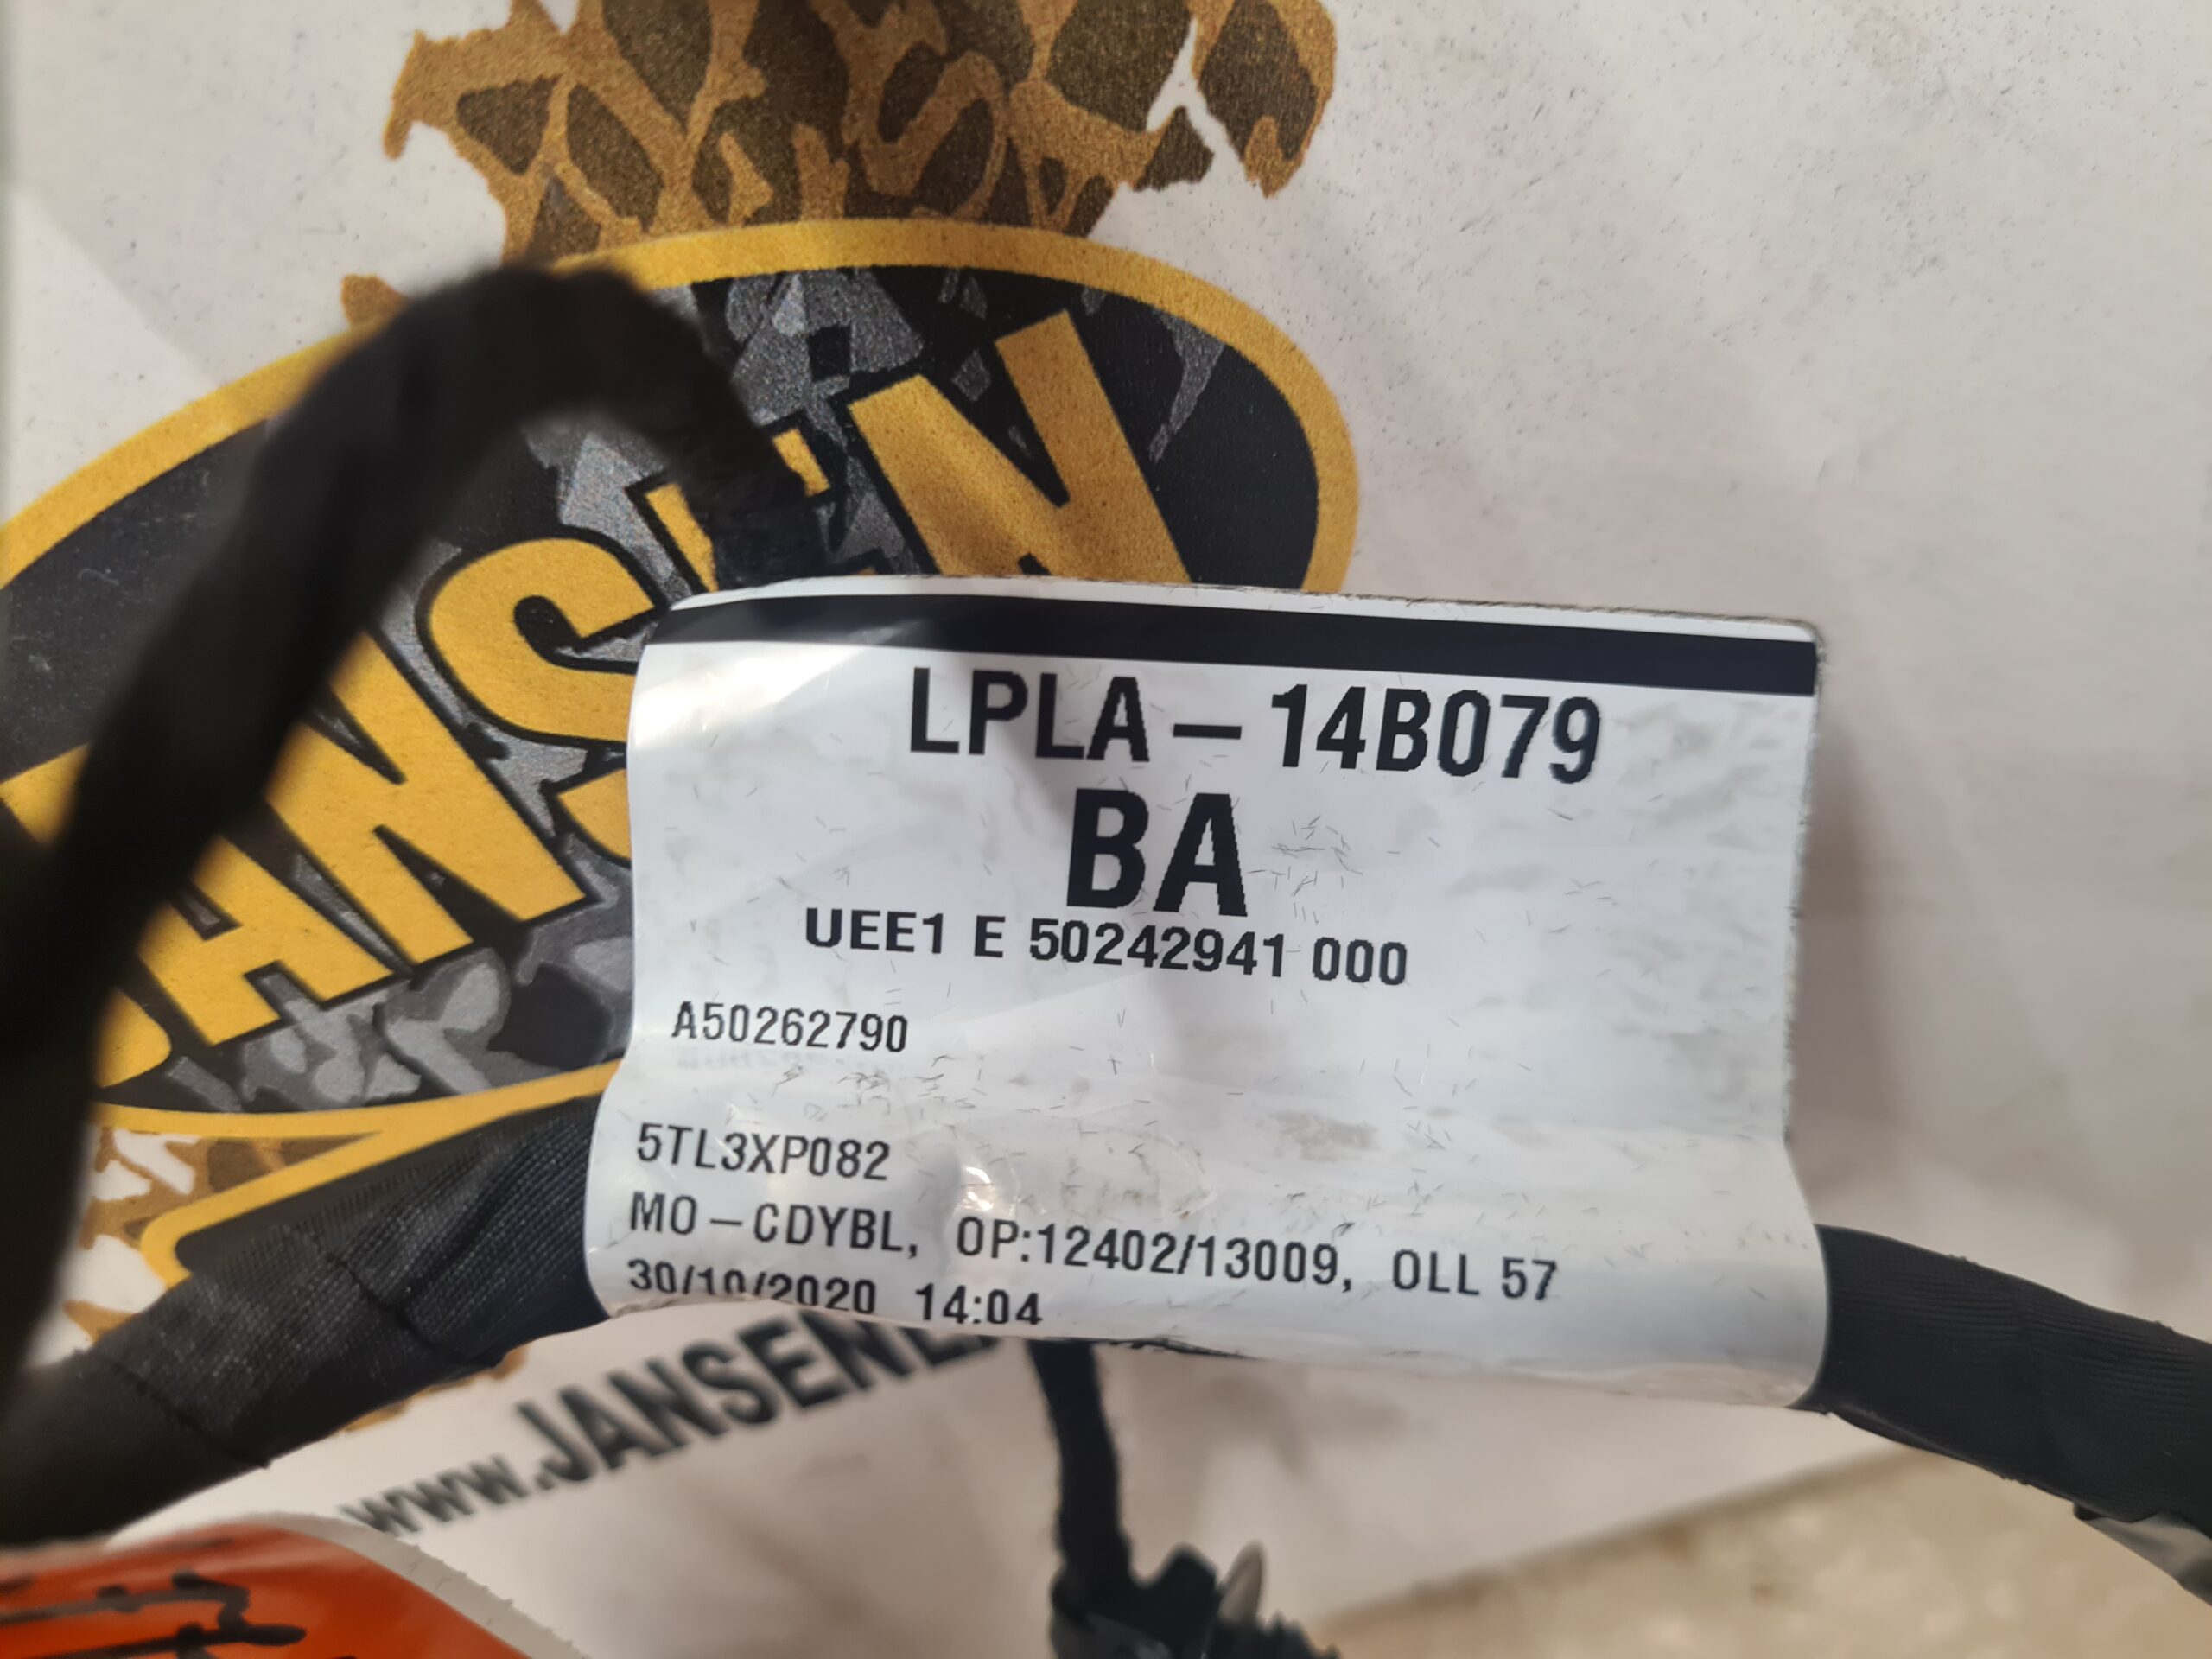 JANSEN
LPLA-14B079
BA
UEE1 E 50242941 000
A50262790
5TL3XP082
MO-CDYBL, OP:12402/13009, OLL 57
30/10/2020 14:04